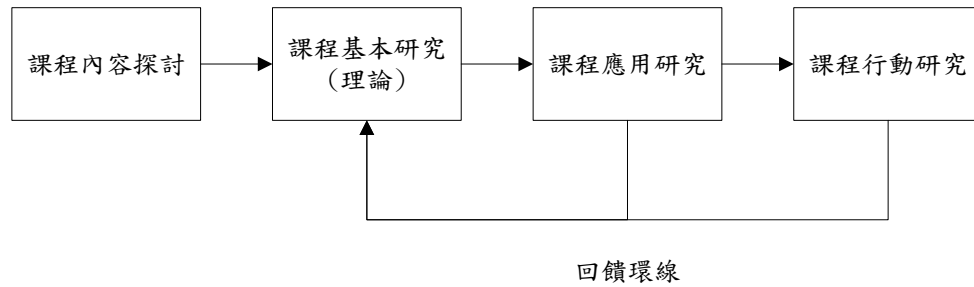 課程內容探討
課程基本研究
（理論）
課程應用研究
課程行動研究
回饋環線